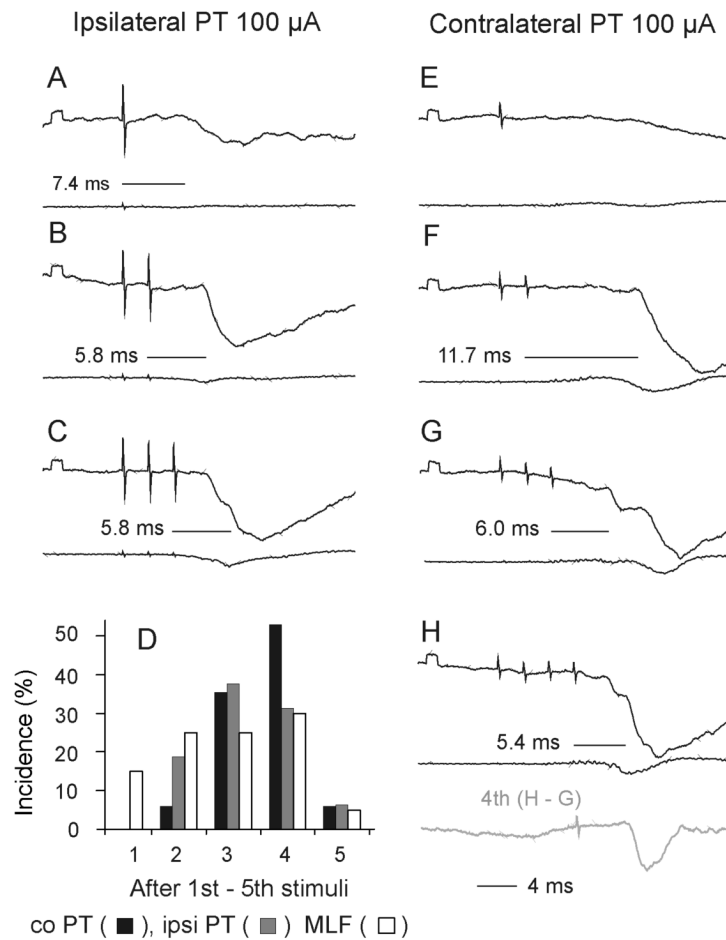 Ipsilateral PT 100 µA
Contralateral PT 100 µA
A
7.4 ms
B
5.8 ms
C
5.8 ms
D
Incidence (%)
50
40
30
20
10
0
1 2 3 4 5
After 1st - 5th stimuli
co PT ( ), ipsi PT ( ) MLF ( )
E
F
11.7 ms
G
6.0 ms
H
5.4 ms
4th (H - G)
4 ms